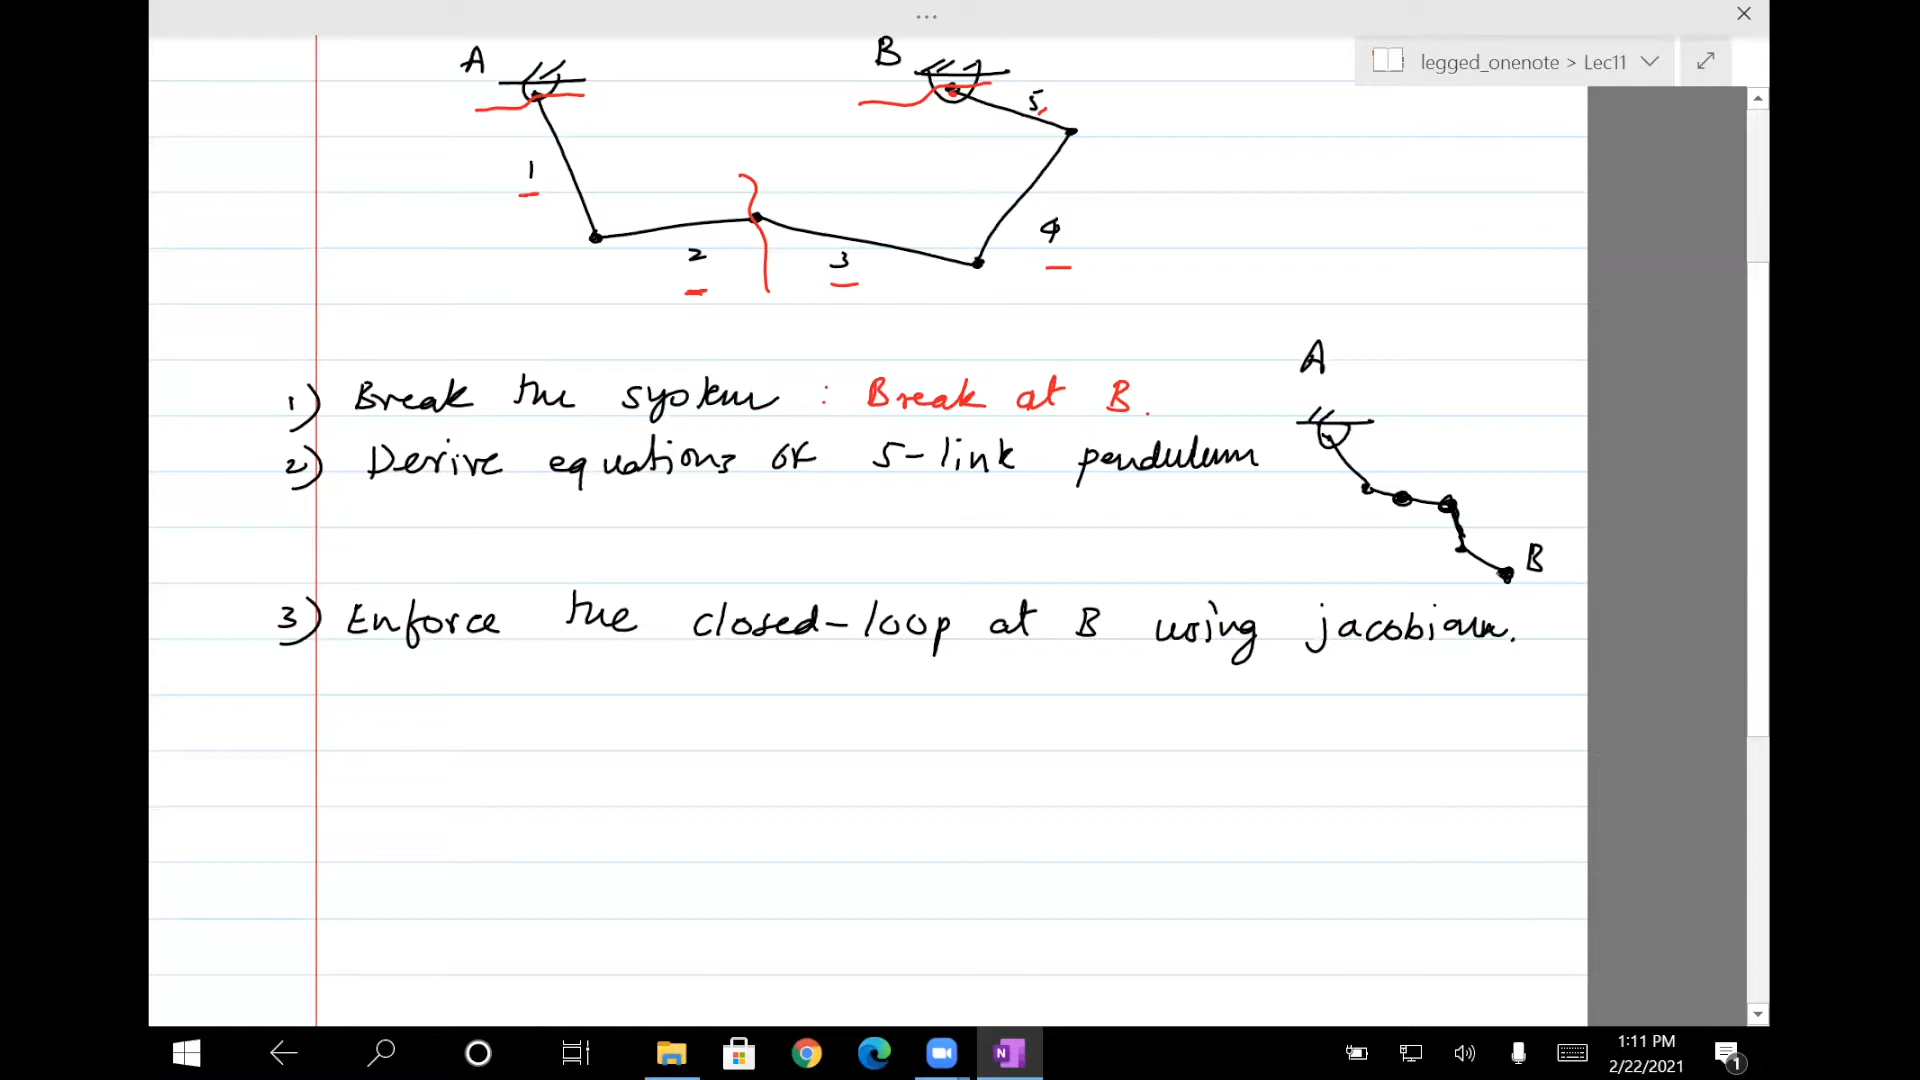 legged_onenote > Lec11
A
B
5
1
2
3
4
A
1) Break the system : Break at B.
2) Derive equations of 5-link pendulum
B
3) Enforce the closed-loop at B using jacobian.
N
1:11 PM
2/22/2021
1